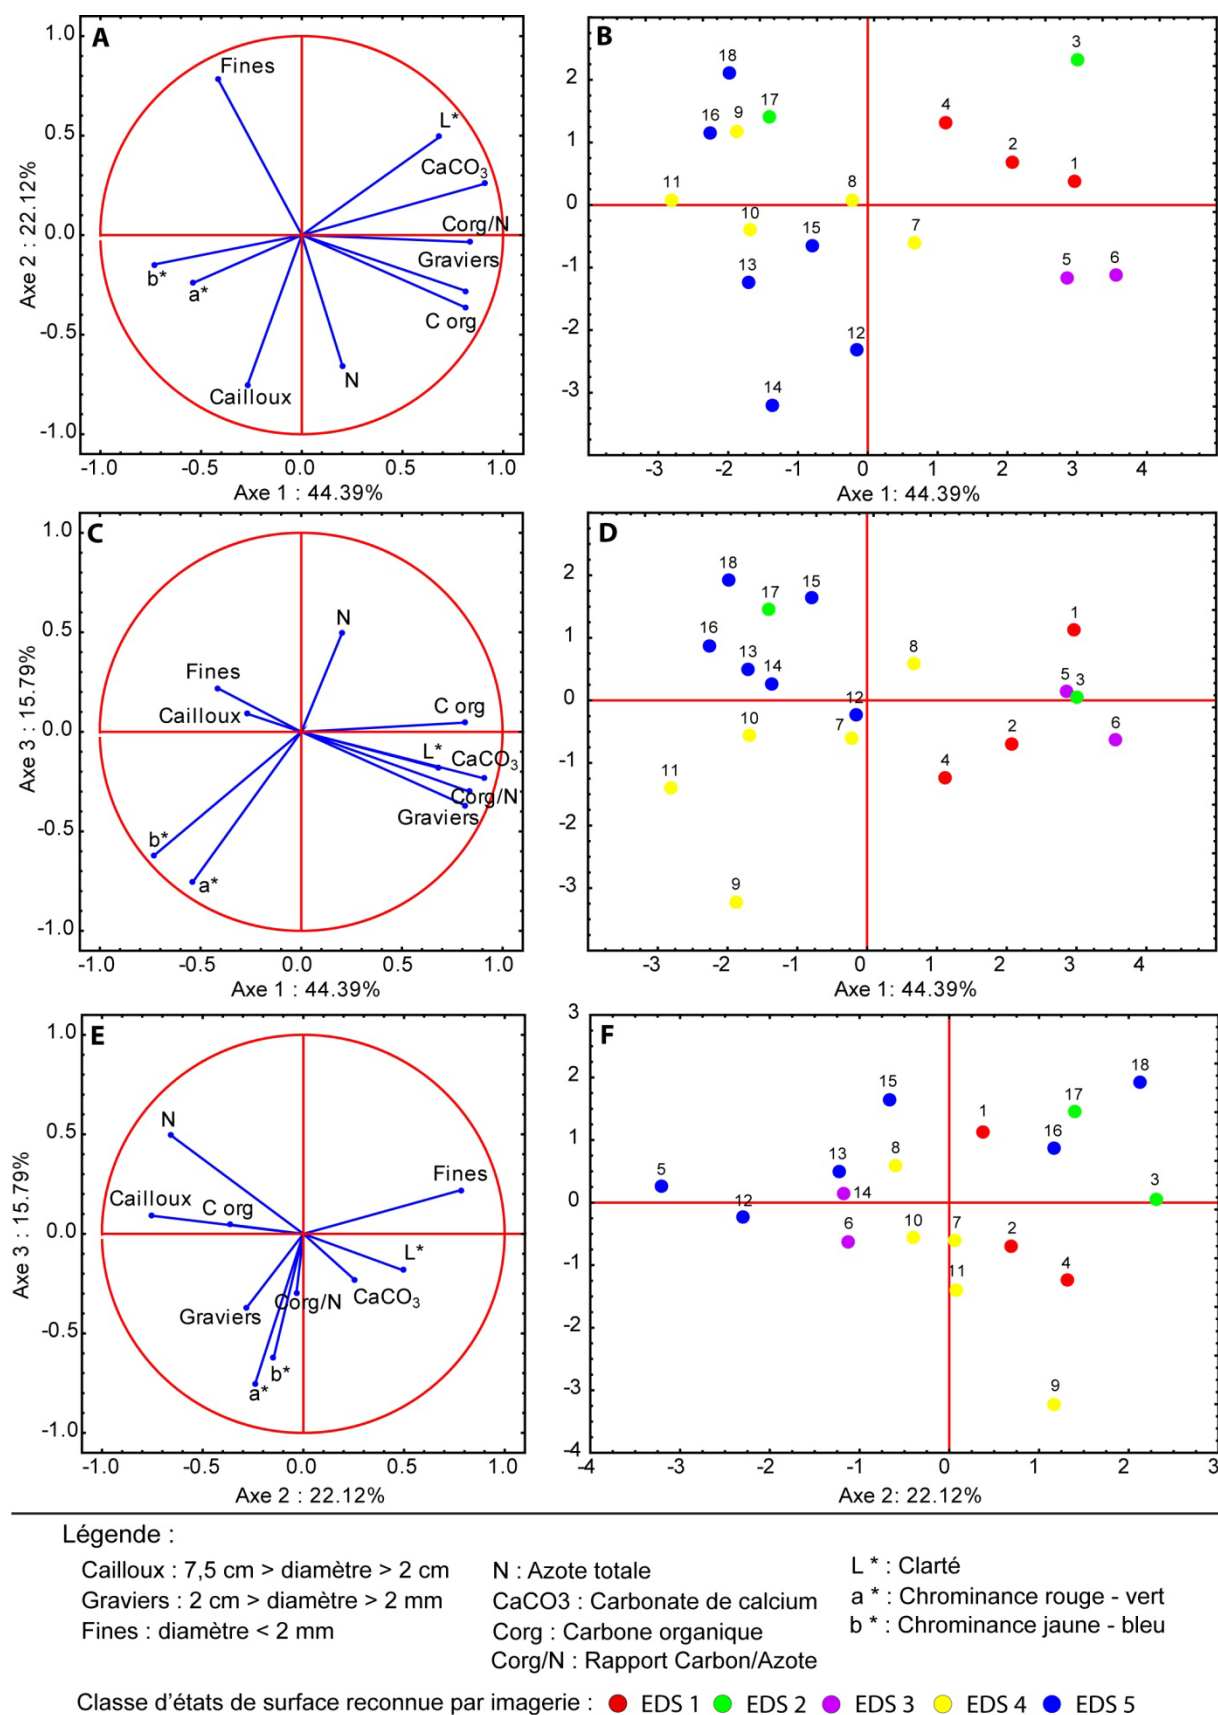 A
Fines
L*
CaCO3
Corg/N
Graviers
C org
b*
a*
Cailloux
N
1.0
0.5
0.0
-0.5
-1.0
Axe 2 : 22.12%
-1.0 -0.5 0.0 0.5 1.0
Axe 1 : 44.39%
B
3
18
17
9
16
4
2
1
11
8
10
15
7
13
5
6
12
14
2
1
0
-1
-2
-3
-3 -2 -1 0 1 2 3 4
Axe 1: 44.39%
C
N
Fines
Cailloux
C org
L*
CaCO3
Corg/N
Graviers
b*
a*
1.0
0.5
0.0
-0.5
-1.0
Axe 3 : 15.79%
-1.0 -0.5 0.0 0.5 1.0
Axe 1 : 44.39%
D
18
17
15
16
13
14
8
1
5
3
12
10
7
2
6
4
11
9
2
1
0
-1
-2
-3
-3 -2 -1 0 1 2 3 4
Axe 1: 44.39%
E
N
Fines
Cailloux
C org
L*
CaCO3
Corg/N
Graviers
b*
a*
1.0
0.5
0.0
-0.5
-1.0
Axe 3 : 15.79%
-1.0 -0.5 0.0 0.5 1.0
Axe 2 : 22.12%
F
18
15
17
1
16
8
13
5
14
3
12
6
10
7
2
11
4
9
3
2
1
0
-1
-2
-3
-4
-4 -3 -2 -1 0 1 2 3
Axe 2: 22.12%
Légende :
Cailloux : 7,5 cm > diamètre > 2 cm
Graviers : 2 cm > diamètre > 2 mm
Fines : diamètre < 2 mm
N : Azote totale
CaCO3 : Carbonate de calcium
Corg : Carbone organique
Corg/N : Rapport Carbon/Azote
L * : Clarté
a * : Chrominance rouge - vert
b * : Chrominance jaune - bleu
Classe d'états de surface reconnue par imagerie : EDS 1 EDS 2 EDS 3 EDS 4 EDS 5